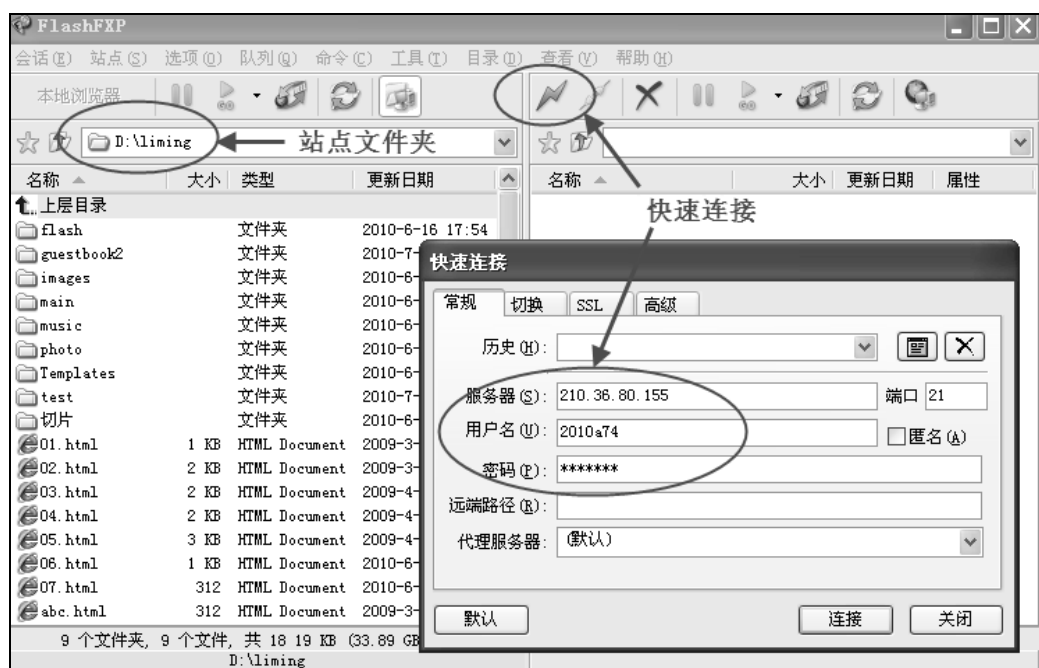 FlashFXP
会话(E) 站点(S) 选项(O) 队列(Q) 命令(C) 工具(T) 目录(D) 查看(V) 帮助(H)
本地浏览器
D:\liming
站点文件夹
名称 大小 类型 更新日期
名称 大小 更新日期 属性
上层目录
快速连接
flash 文件夹 2010-6-16 17:54
guestbook2 文件夹 2010-7-
images 文件夹 2010-6-
main 文件夹 2010-6-
music 文件夹 2010-6-
photo 文件夹 2010-6-
Templates 文件夹 2010-6-
test 文件夹 2010-7-
切片 文件夹 2010-6-
01.html 1 KB HTML Document 2009-3-
02.html 2 KB HTML Document 2009-3-
03.html 2 KB HTML Document 2009-4-
04.html 2 KB HTML Document 2009-4-
05.html 3 KB HTML Document 2009-4-
06.html 1 KB HTML Document 2010-6-
07.html 312 HTML Document 2010-6-
abc.html 312 HTML Document 2009-3-
9 个文件夹, 9 个文件, 共 18 19 KB (33.89 GB
D:\liming
快速连接
常规 切换 SSL 高级
历史(H):
服务器(S): 210.36.80.155 端口 21
用户名(U): 2010a74 匿名(A)
密码(P): *******
远端路径(R):
代理服务器: (默认)
默认 连接 关闭